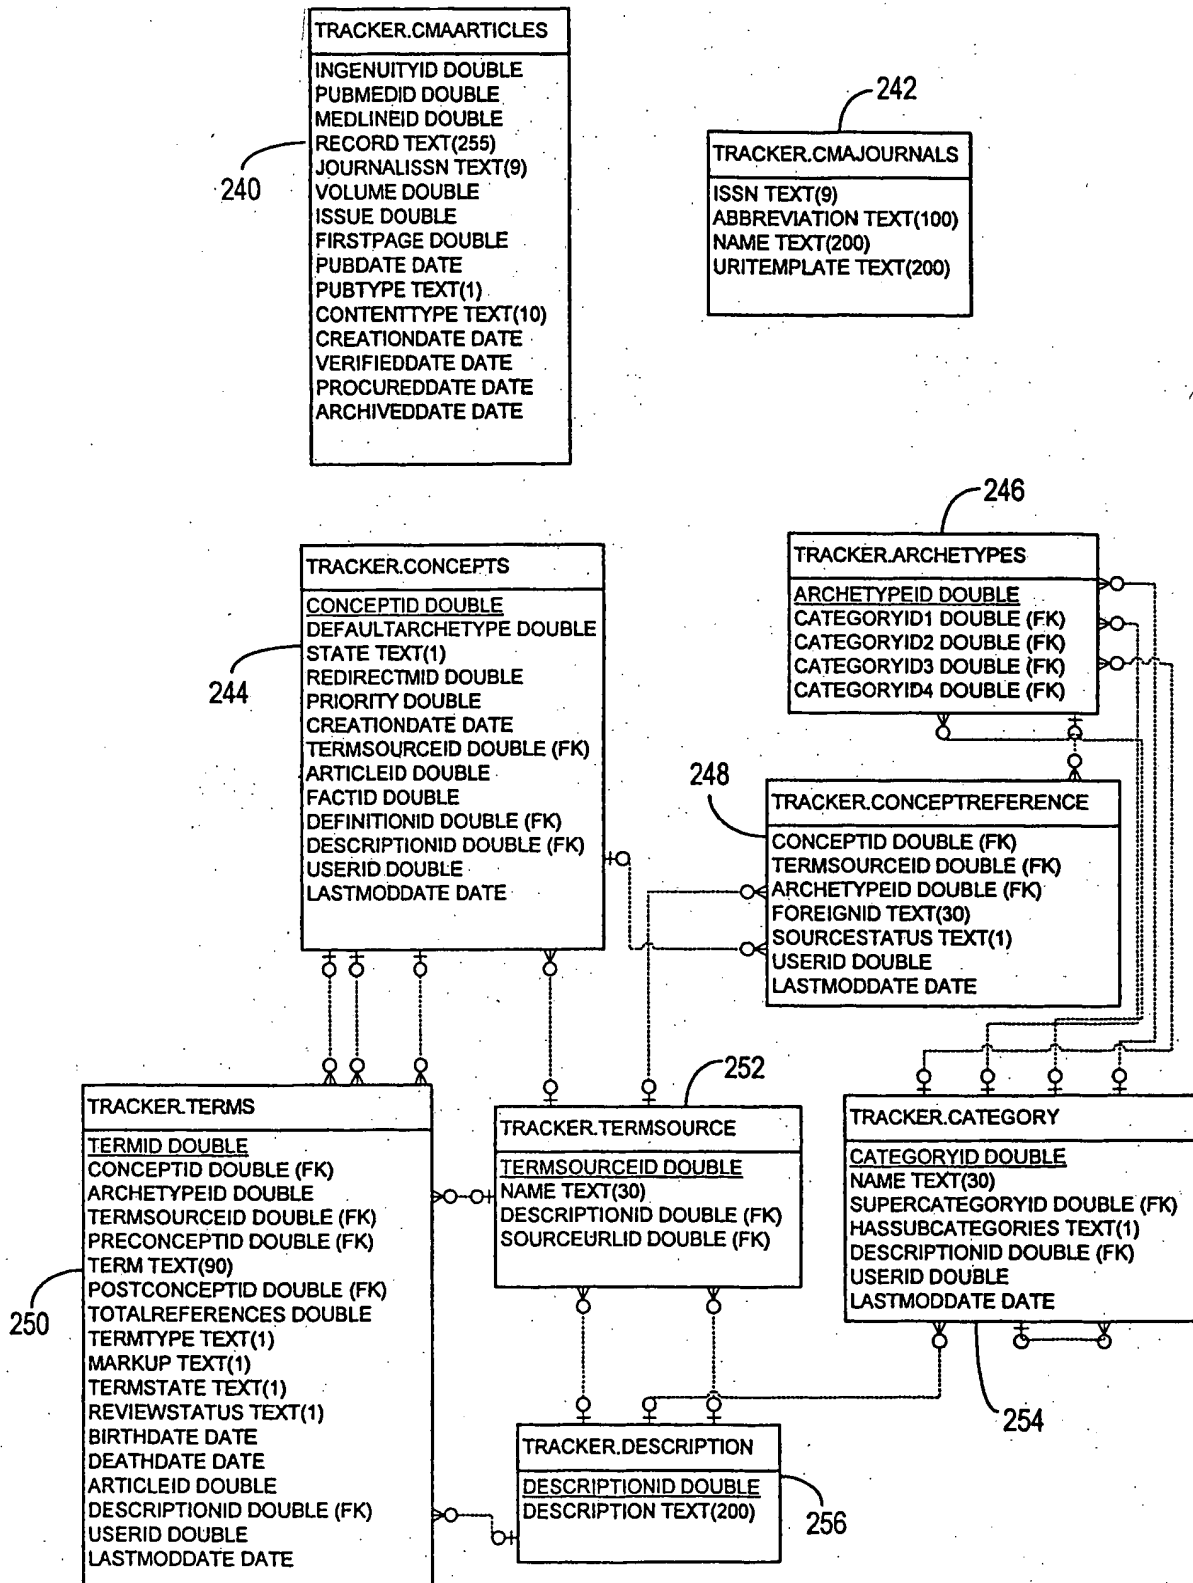 TRACKER.CMAARTICLES
INGENUITYID DOUBLE
PUBMEDID DOUBLE
MEDLINEID DOUBLE
RECORD TEXT(255)
JOURNALISSN TEXT(9)
VOLUME DOUBLE
ISSUE DOUBLE
FIRSTPAGE DOUBLE
PUBDATE DATE
PUBTYPE TEXT(1)
CONTENTTYPE TEXT(10)
CREATIONDATE DATE
VERIFIEDDATE DATE
PROCUREDDATE DATE
ARCHIVEDDATE DATE
240
242
TRACKER.CMAJOURNALS
ISSN TEXT(9)
ABBREVIATION TEXT(100)
NAME TEXT(200)
URITEMPLATE TEXT(200)
TRACKER.CONCEPTS
CONCEPTID DOUBLE
DEFAULTARCHETYPE DOUBLE
STATE TEXT(1)
REDIRECTMID DOUBLE
PRIORITY DOUBLE
CREATIONDATE DATE
TERMSOURCEID DOUBLE (FK)
ARTICLEID DOUBLE
FACTID DOUBLE
DEFINITIONID DOUBLE (FK)
DESCRIPTIONID DOUBLE (FK)
USERID DOUBLE
LASTMODDATE DATE
244
246
TRACKER.ARCHETYPES
ARCHETYPEID DOUBLE
CATEGORYID1 DOUBLE (FK)
CATEGORYID2 DOUBLE (FK)
CATEGORYID3 DOUBLE (FK)
CATEGORYID4 DOUBLE (FK)
248
TRACKER.CONCEPTREFERENCE
CONCEPTID DOUBLE (FK)
TERMSOURCEID DOUBLE (FK)
ARCHETYPEID DOUBLE (FK)
FOREIGNID TEXT(30)
SOURCESTATUS TEXT(1)
USERID DOUBLE
LASTMODDATE DATE
TRACKER.TERMS
TERMID DOUBLE
CONCEPTID DOUBLE (FK)
ARCHETYPEID DOUBLE
TERMSOURCEID DOUBLE (FK)
PRECONCEPTID DOUBLE (FK)
TERM TEXT(90)
POSTCONCEPTID DOUBLE (FK)
TOTALREFERENCES DOUBLE
TERMTYPE TEXT(1)
MARKUP TEXT(1)
TERMSTATE TEXT(1)
REVIEWSTATUS TEXT(1)
BIRTHDATE DATE
DEATHDATE DATE
ARTICLEID DOUBLE
DESCRIPTIONID DOUBLE (FK)
USERID DOUBLE
LASTMODDATE DATE
250
252
TRACKER.TERMSOURCE
TERMSOURCEID DOUBLE
NAME TEXT(30)
DESCRIPTIONID DOUBLE (FK)
SOURCEURLID DOUBLE (FK)
TRACKER.CATEGORY
CATEGORYID DOUBLE
NAME TEXT(30)
SUPERCATEGORYID DOUBLE (FK)
HASSUBCATEGORIES TEXT(1)
DESCRIPTIONID DOUBLE (FK)
USERID DOUBLE
LASTMODDATE DATE
254
TRACKER.DESCRIPTION
DESCRIPTIONID DOUBLE
DESCRIPTION TEXT(200)
256